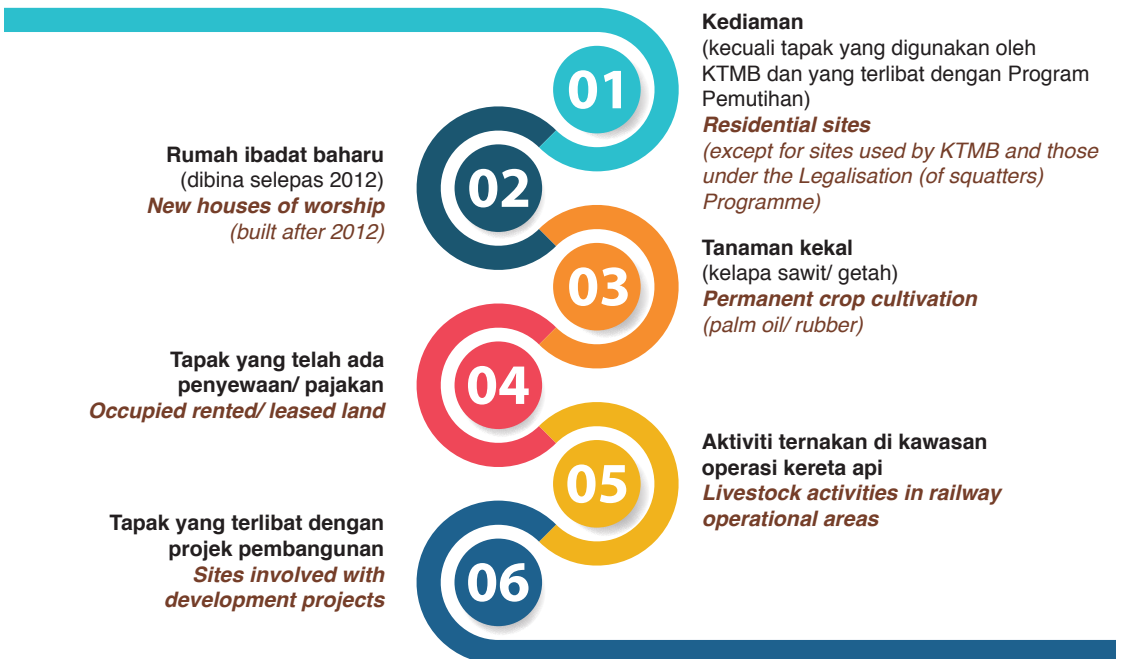 01
Kediaman
(kecuali tapak yang digunakan oleh
KTMB dan yang terlibat dengan Program
Pemutihan)
Residential sites
(except for sites used by KTMB and those
under the Legalisation (of squatters)
Programme)
02
Rumah ibadat baharu
(dibina selepas 2012)
New houses of worship
(built after 2012)
03
Tanaman kekal
(kelapa sawit/ getah)
Permanent crop cultivation
(palm oil/ rubber)
04
Tapak yang telah ada
penyewaan/ pajakan
Occupied rented/ leased land
05
Aktiviti ternakan di kawasan
operasi kereta api
Livestock activities in railway
operational areas
06
Tapak yang terlibat dengan
projek pembangunan
Sites involved with
development projects